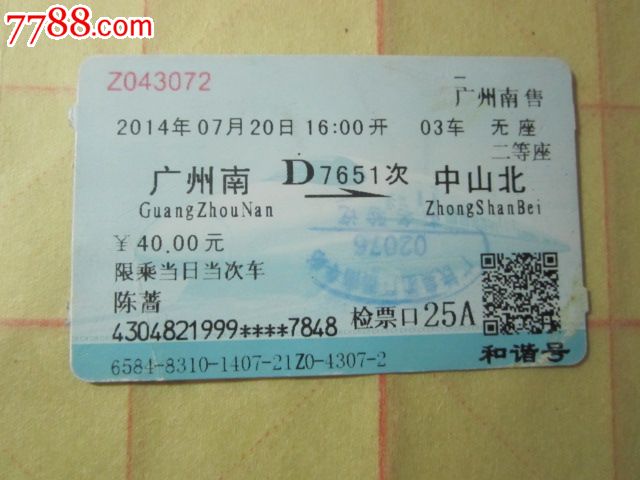 7788.com
Z043072
广州南售
2014年07月20日 16:00开 03车 无座
二等座
广州南 D7651次 中山北
GuangZhouNan ZhongShanBei
￥40.00元
限乘当日当次车
02076
陈蔷
4304821999****7848 检票口25A
和谐号
6584-8310-1407-21Z0-4307-2